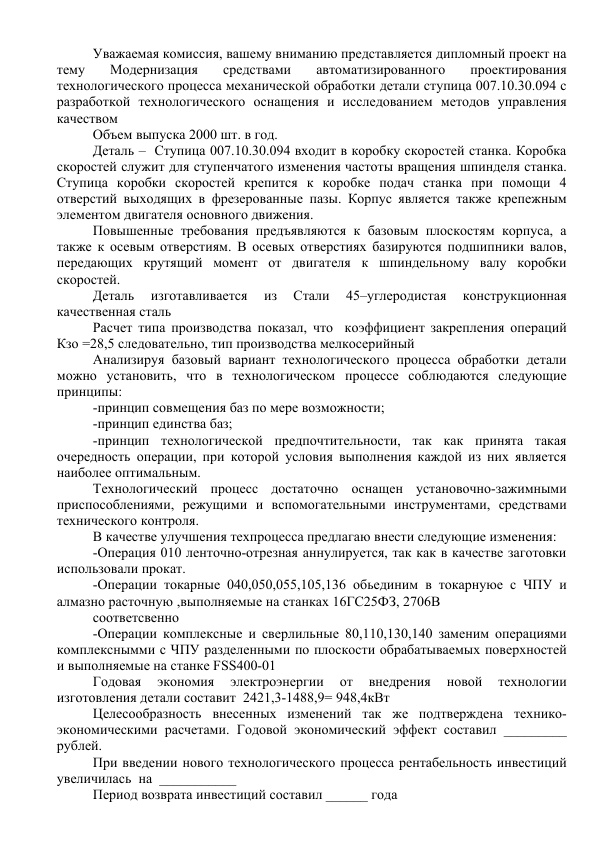 Уважаемая комиссия, вашему вниманию представляется дипломный проект на
тему Модернизация средствами автоматизированного проектирования
технологического процесса механической обработки детали ступица 007.10.30.094 с
разработкой технологического оснащения и исследованием методов управления
качеством
Объем выпуска 2000 шт. в год.
Деталь – Ступица 007.10.30.094 входит в коробку скоростей станка. Коробка
скоростей служит для ступенчатого изменения частоты вращения шпинделя станка.
Ступица коробки скоростей крепится к коробке подач станка при помощи 4
отверстий выходящих в фрезерованные пазы. Корпус является также крепежным
элементом двигателя основного движения.
Повышенные требования предъявляются к базовым плоскостям корпуса, а
также к осевым отверстиям. В осевых отверстиях базируются подшипники валов,
передающих крутящий момент от двигателя к шпиндельному валу коробки
скоростей.
Деталь изготавливается из Стали 45–углеродистая конструкционная
качественная сталь
Расчет типа производства показал, что коэффициент закрепления операций
Кзо =28,5 следовательно, тип производства мелкосерийный
Анализируя базовый вариант технологического процесса обработки детали
можно установить, что в технологическом процессе соблюдаются следующие
принципы:
-принцип совмещения баз по мере возможности;
-принцип единства баз;
-принцип технологической предпочтительности, так как принята такая
очередность операции, при которой условия выполнения каждой из них является
наиболее оптимальным.
Технологический процесс достаточно оснащен установочно-зажимными
приспособлениями, режущими и вспомогательными инструментами, средствами
технического контроля.
В качестве улучшения техпроцесса предлагаю внести следующие изменения:
-Операция 010 ленточно-отрезная аннулируется, так как в качестве заготовки
использовали прокат.
-Операции токарные 040,050,055,105,136 обьединим в токарнуюе с ЧПУ и
алмазно расточную ,выполняемые на станках 16ГС25Ф3, 2706В
соответсвенно
-Операции комплексные и сверлильные 80,110,130,140 заменим операциями
комплекснымми с ЧПУ разделенными по плоскости обрабатываемых поверхностей
и выполняемые на станке FSS400-01
Годовая экономия электроэнергии от внедрения новой технологии
изготовления детали составит 2421,3-1488,9= 948,4кВт
Целесообразность внесенных изменений так же подтверждена технико-
экономическими расчетами. Годовой экономический эффект составил _________
рублей.
При введении нового технологического процесса рентабельность инвестиций
увеличилась на ___________
Период возврата инвестиций составил ______ года